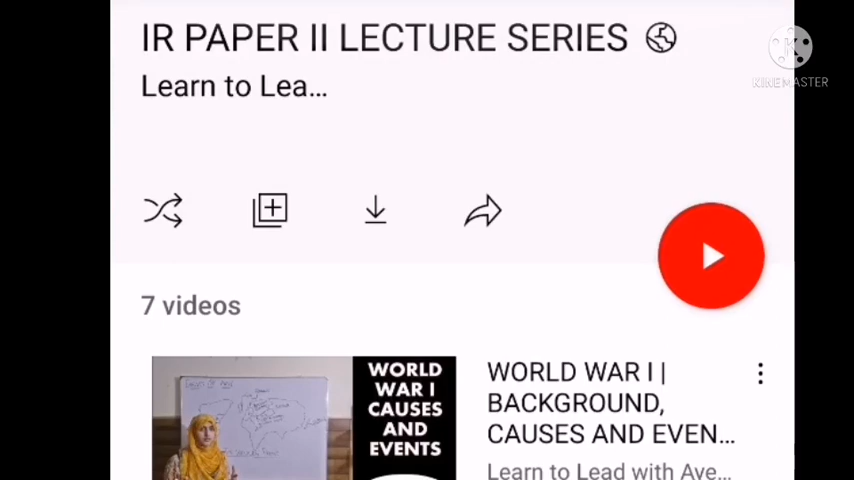 IR PAPER II LECTURE SERIES
Learn to Lea...
KINEMASTER
7 videos
WORLD
WAR I
CAUSES
AND
EVENTS
WORLD WAR I |
BACKGROUND,
CAUSES AND EVEN...
Learn to Lead with Ave...